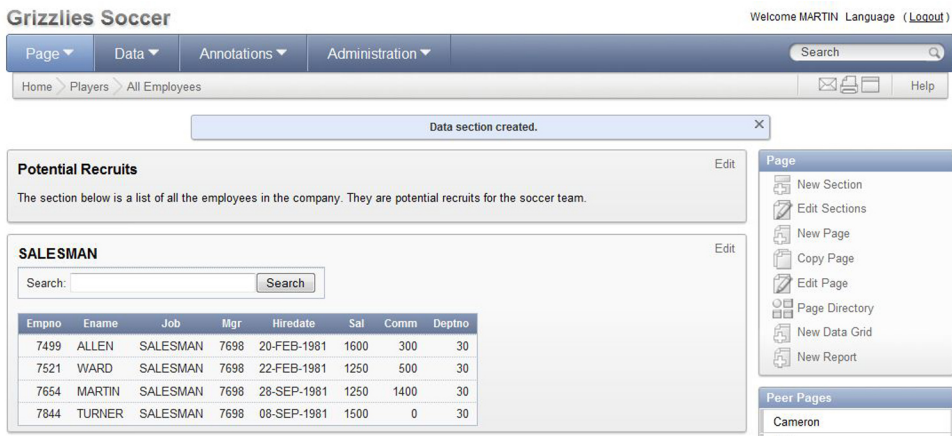 Grizzlies Soccer
Welcome MARTIN Language (Logout)
Page Data Annotations Administration Search
Home Players All Employees Help
Data section created.
Potential Recruits Edit
The section below is a list of all the employees in the company. They are potential recruits for the soccer team.
SALESMAN Edit
Search: Search
Empno Ename Job Mgr Hiredate Sal Comm Deptno
7499 ALLEN SALESMAN 7698 20-FEB-1981 1600 300 30
7521 WARD SALESMAN 7698 22-FEB-1981 1250 500 30
7654 MARTIN SALESMAN 7698 28-SEP-1981 1250 1400 30
7844 TURNER SALESMAN 7698 08-SEP-1981 1500 0 30
Page
New Section
Edit Sections
New Page
Copy Page
Edit Page
Page Directory
New Data Grid
New Report
Peer Pages
Cameron